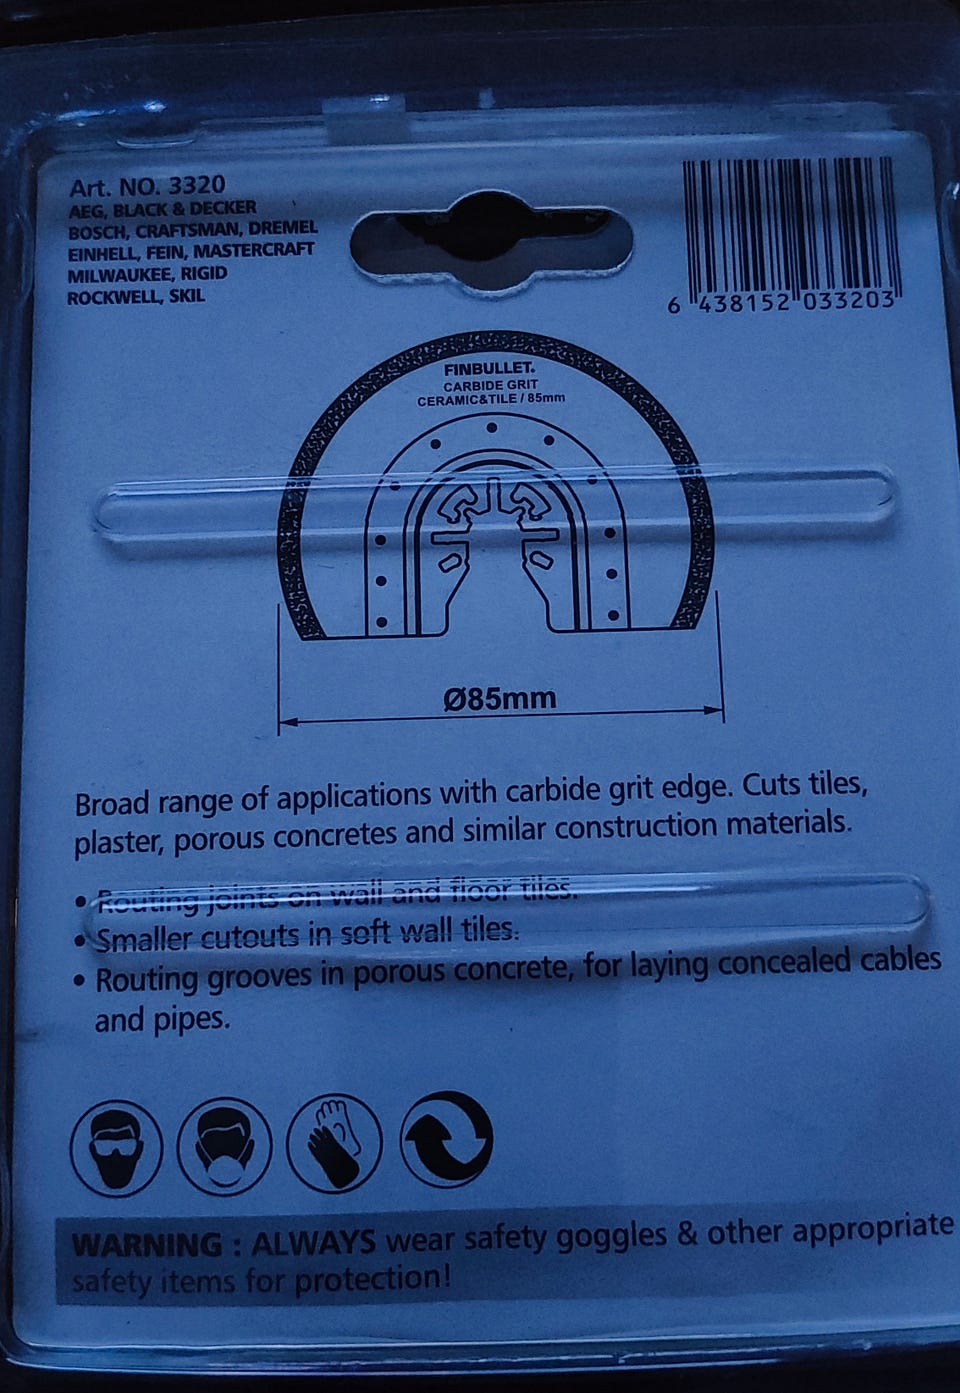 Art. NO. 3320
AEG, BLACK & DECKER
BOSCH, CRAFTSMAN, DREMEL
EINHELL, FEIN, MASTERCRAFT
MILWAUKEE, RIGID
ROCKWELL, SKIL
6 438152 033203
FINBULLET.
CARBIDE GRIT
CERAMIC&TILE / 85mm
Ø85mm
Broad range of applications with carbide grit edge. Cuts tiles,
plaster, porous concretes and similar construction materials.
• Routing joints on wall and floor tiles.
• Smaller cutouts in soft wall tiles.
• Routing grooves in porous concrete, for laying concealed cables
and pipes.
WARNING : ALWAYS wear safety goggles & other appropriate
safety items for protection!